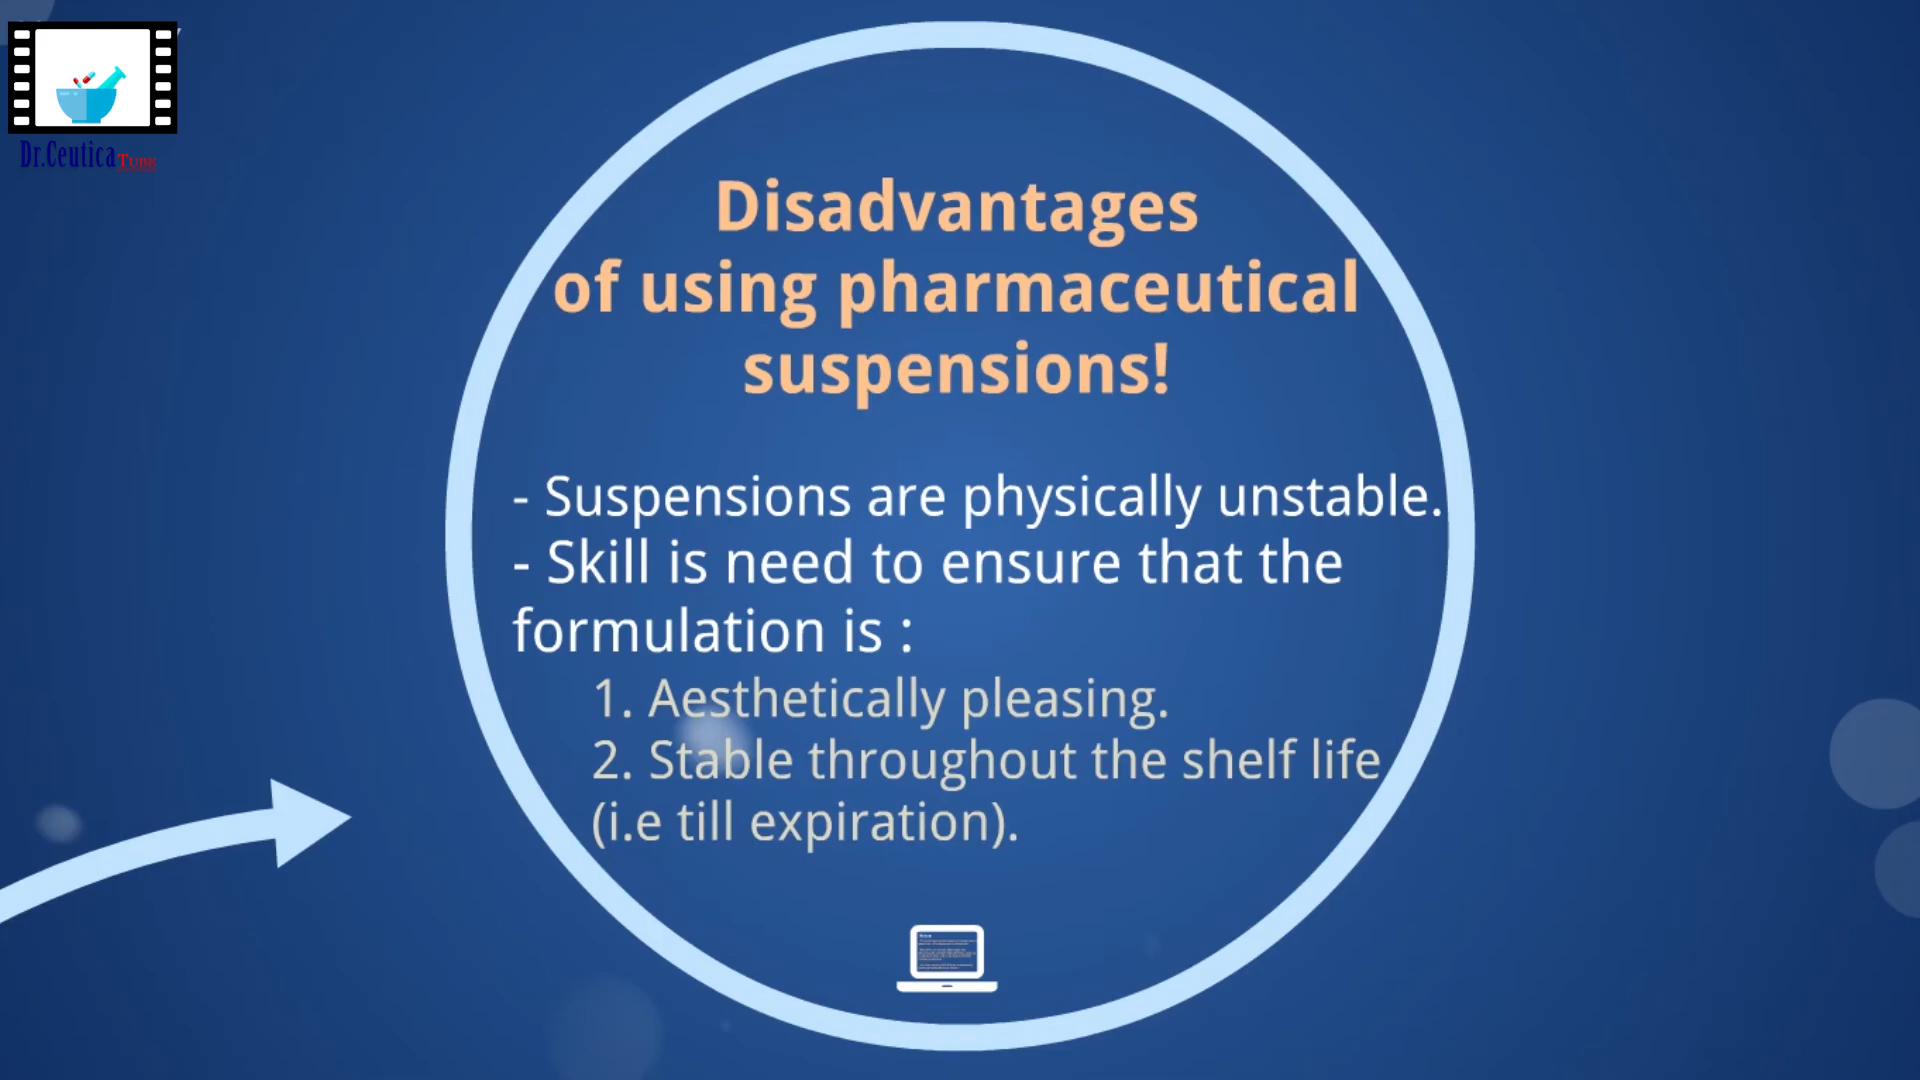 Dr.Ceutica Tube
Disadvantages
of using pharmaceutical
suspensions!
- Suspensions are physically unstable.
- Skill is need to ensure that the
formulation is :
1. Aesthetically pleasing.
2. Stable throughout the shelf life
(i.e till expiration).